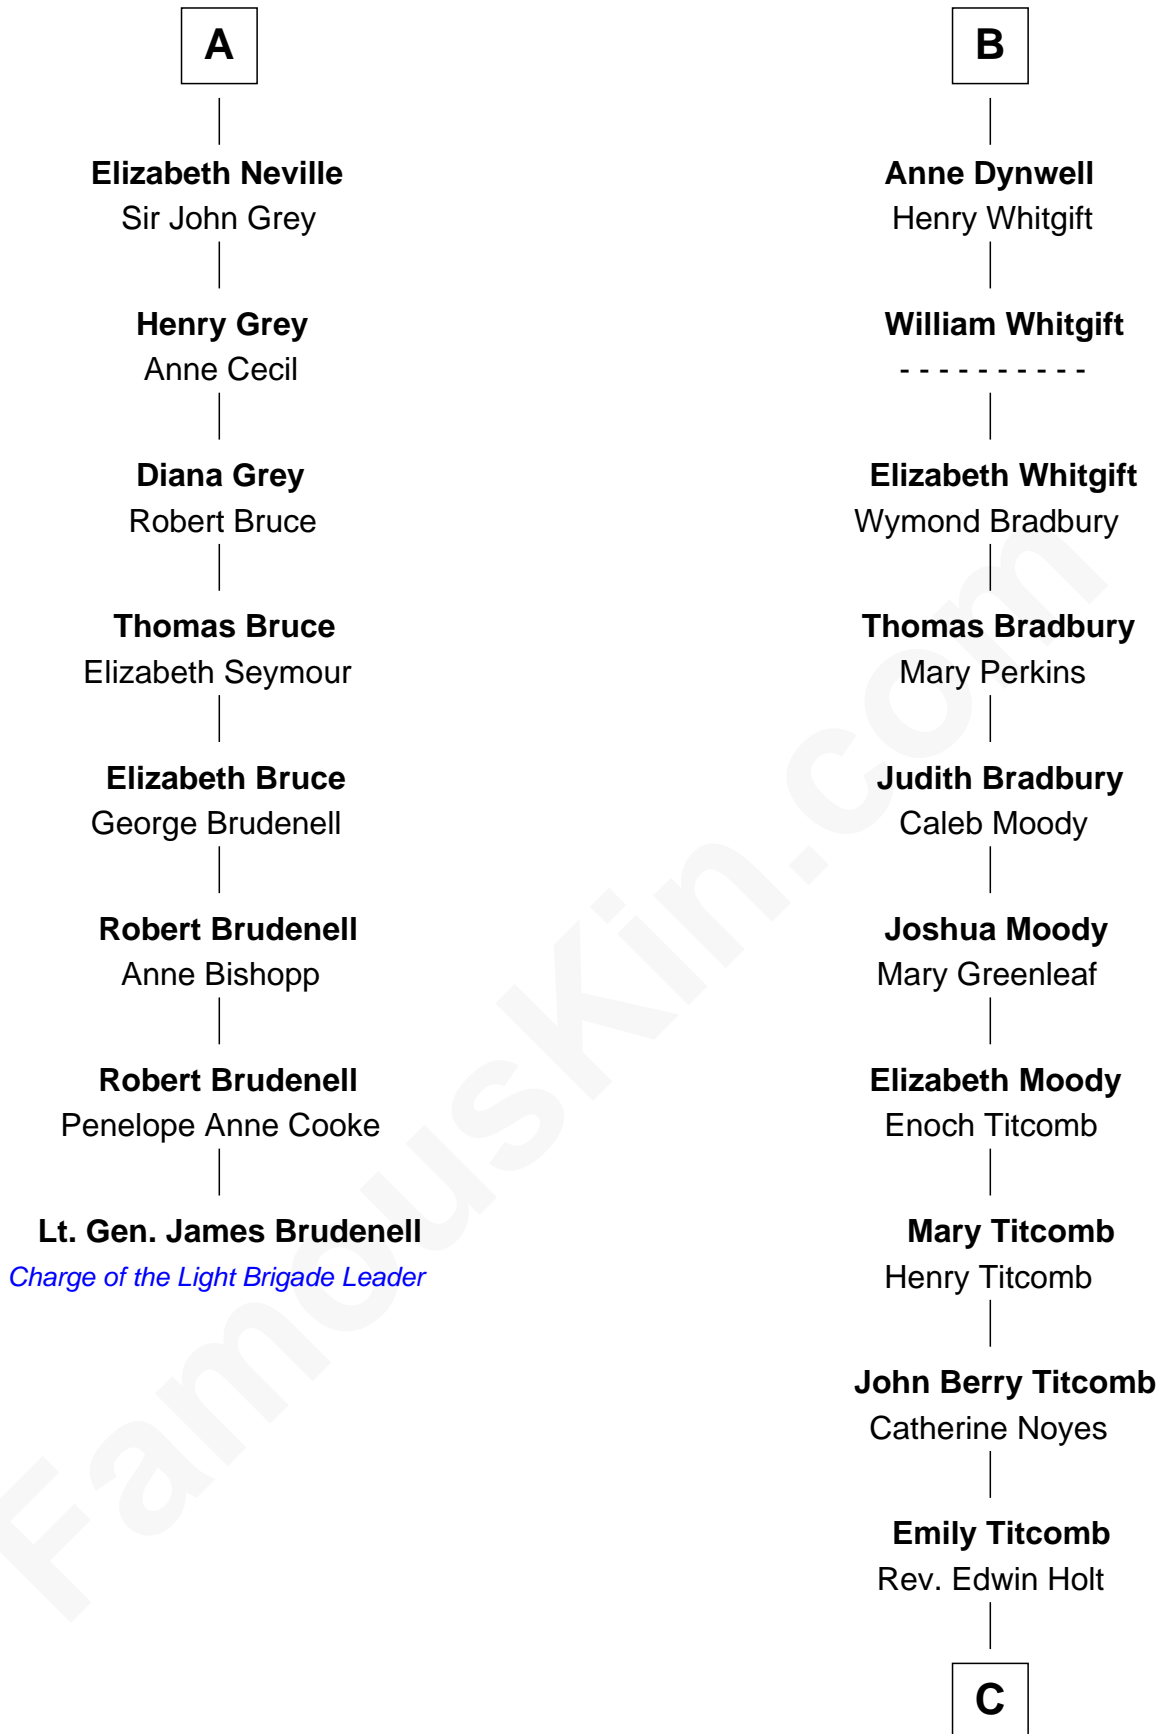 A
Elizabeth Neville
Sir John Grey
Henry Grey
Anne Cecil
Diana Grey
Robert Bruce
Thomas Bruce
Elizabeth Seymour
Elizabeth Bruce
George Brudenell
Robert Brudenell
Anne Bishopp
Robert Brudenell
Penelope Anne Cooke
Lt. Gen. James Brudenell
Charge of the Light Brigade Leader
B
Anne Dynwell
Henry Whitgift
William Whitgift
- - - - - - - - - -
Elizabeth Whitgift
Wymond Bradbury
Thomas Bradbury
Mary Perkins
Judith Bradbury
Caleb Moody
Joshua Moody
Mary Greenleaf
Elizabeth Moody
Enoch Titcomb
Mary Titcomb
Henry Titcomb
John Berry Titcomb
Catherine Noyes
Emily Titcomb
Rev. Edwin Holt
C
FamousKin.com